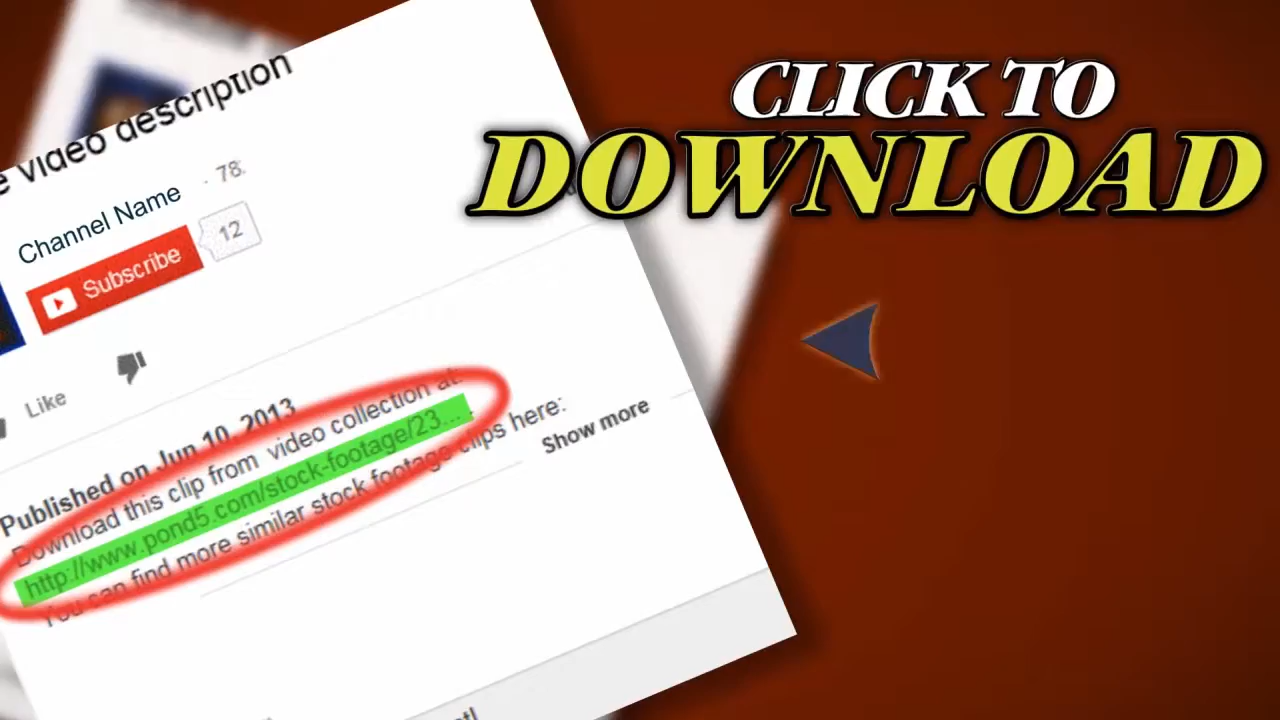 CLICK TO
DOWNLOAD
video description
Channel Name
78
Subscribe
12
Like
Published on Jun 10, 2013
Download this clip from video collection at:
http://www.pond5.com/stock-footage/23...
You can find more similar stock footage clips here:
Show more